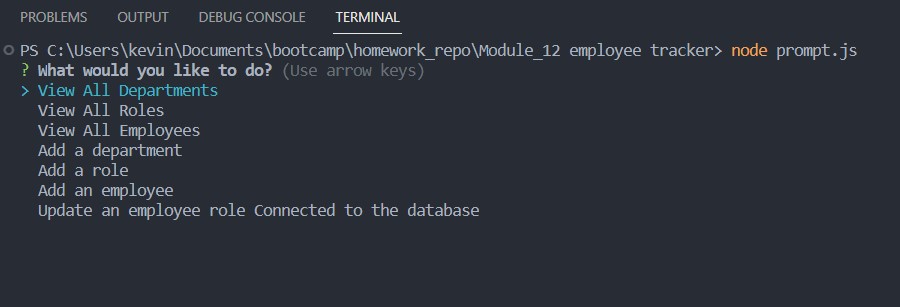 PROBLEMS OUTPUT DEBUG CONSOLE TERMINAL
PS C:\Users\kevin\Documents\bootcamp\homework_repo\Module_12 employee tracker> node prompt.js
? What would you like to do? (Use arrow keys)
> View All Departments
View All Roles
View All Employees
Add a department
Add a role
Add an employee
Update an employee role Connected to the database